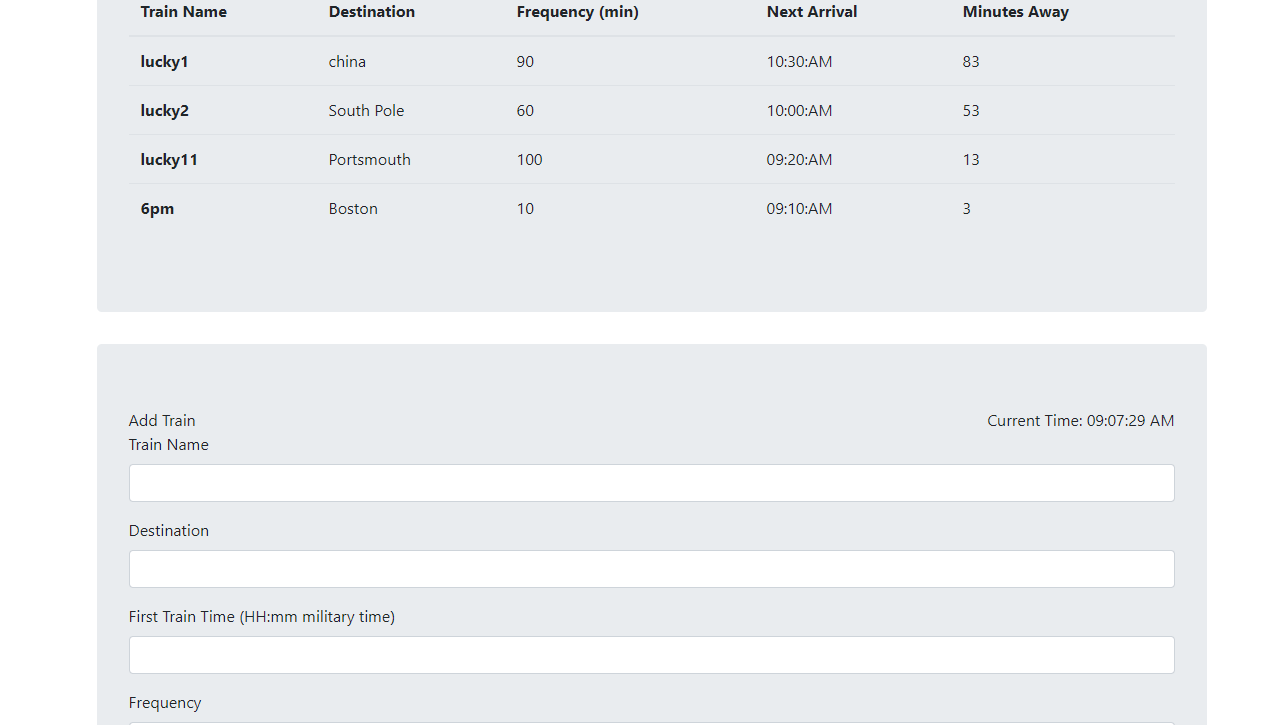 Train Name Destination Frequency (min) Next Arrival Minutes Away
lucky1 china 90 10:30:AM 83
lucky2 South Pole 60 10:00:AM 53
lucky11 Portsmouth 100 09:20:AM 13
6pm Boston 10 09:10:AM 3
Add Train Current Time: 09:07:29 AM
Train Name
Destination
First Train Time (HH:mm military time)
Frequency